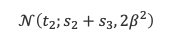 𝒩(t₂; s₂ + s₃, 2β²)